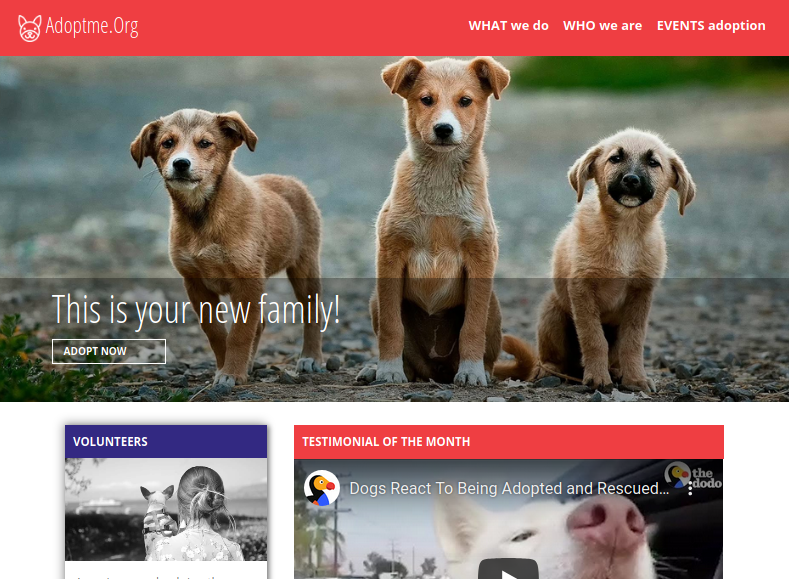 Adoptme.Org
WHAT we do WHO we are EVENTS adoption
This is your new family!
ADOPT NOW
VOLUNTEERS
TESTIMONIAL OF THE MONTH
Dogs React To Being Adopted and Rescued...
the
dodo